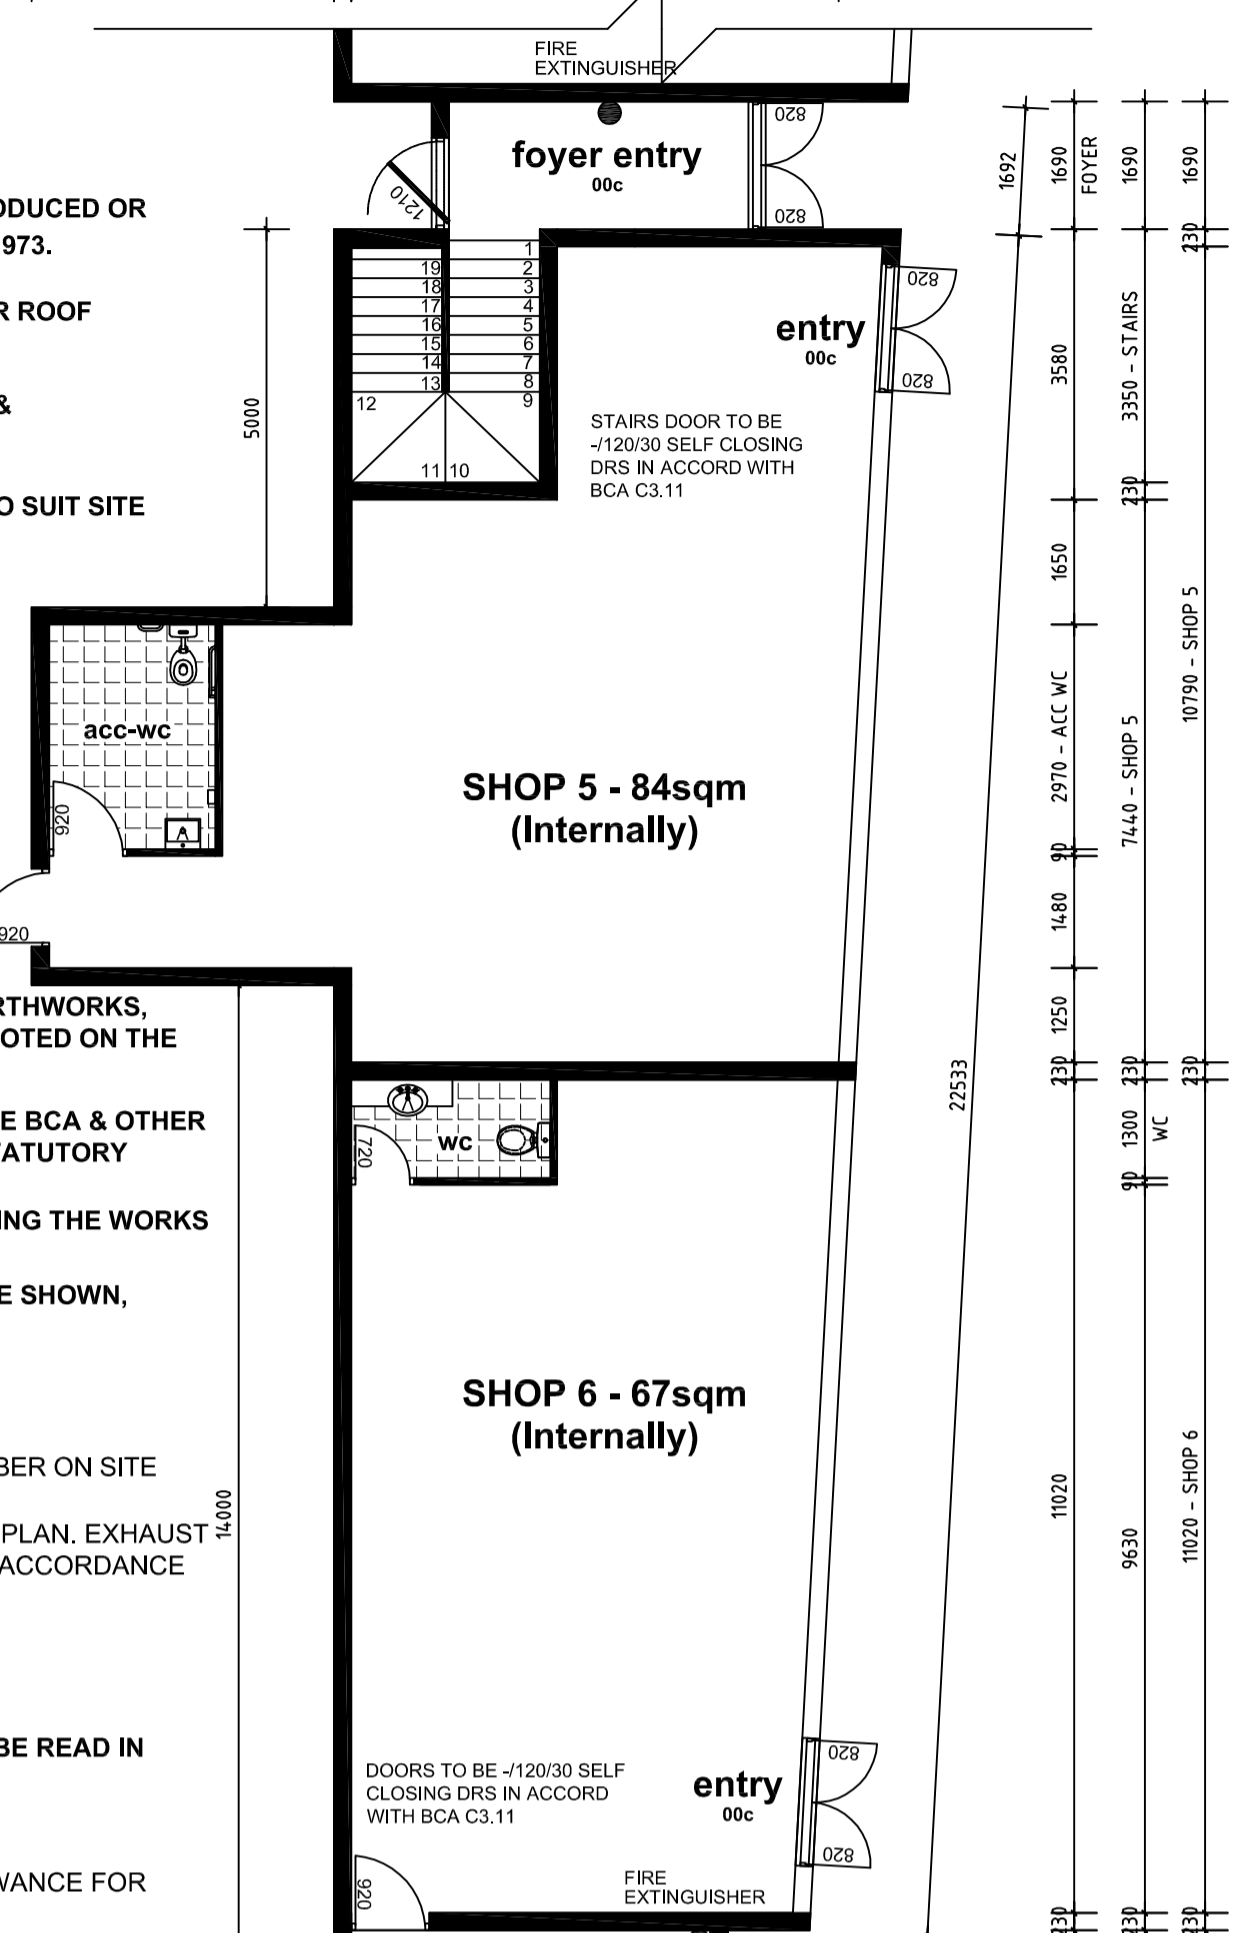 FIRE
EXTINGUISHER
820
foyer entry
00c
1210
820
1692
1690
FOYER
1690
1690
ODUCED OR
973.
R ROOF
&
O SUIT SITE
5000
1
2
3
4
5
6
7
8
9
19
18
17
16
15
14
13
12
11
10
820
entry
00c
820
STAIRS DOOR TO BE
-/120/30 SELF CLOSING
DRS IN ACCORD WITH
BCA C3.11
230
3580
3350 - STAIRS
230
1650
10790 - SHOP 5
2970 - ACC WC
7440 - SHOP 5
90
1480
1250
230
230
230
acc-wc
920
SHOP 5 - 84sqm
(Internally)
920
RTHWORKS,
OTED ON THE
E BCA & OTHER
TATUTORY
ING THE WORKS
E SHOWN,
wc
720
22533
1300
WC
90
SHOP 6 - 67sqm
(Internally)
BER ON SITE
PLAN. EXHAUST
ACCORDANCE
14000
11020
9630
11020 - SHOP 6
BE READ IN
DOORS TO BE -/120/30 SELF
CLOSING DRS IN ACCORD
WITH BCA C3.11
820
entry
00c
820
WANCE FOR
920
FIRE
EXTINGUISHER
230
230
230